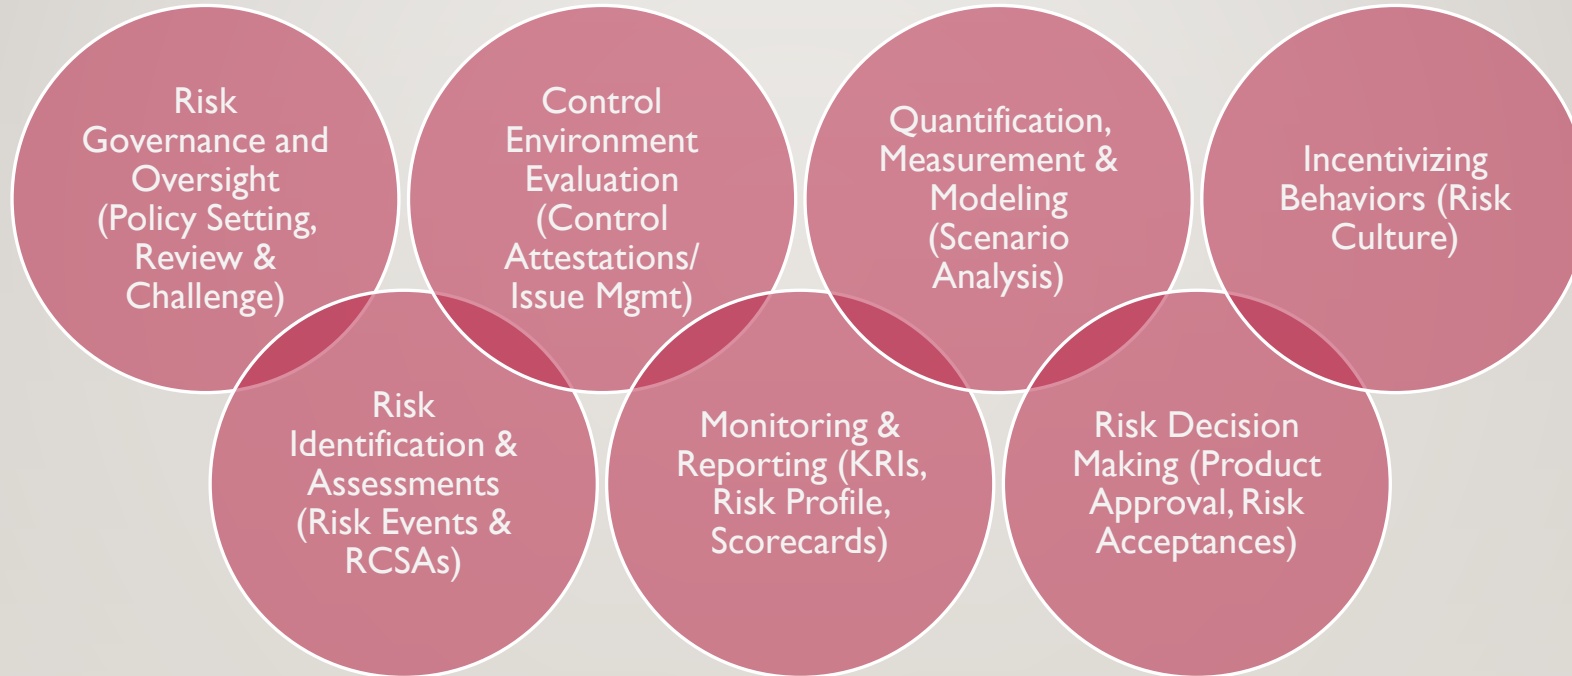 Risk
Governance and
Oversight
(Policy Setting,
Review &
Challenge)
Risk
Identification &
Assessments
(Risk Events &
RCSAs)
Control
Environment
Evaluation
(Control
Attestations/
Issue Mgmt)
Monitoring &
Reporting (KRIs,
Risk Profile,
Scorecards)
Quantification,
Measurement &
Modeling
(Scenario
Analysis)
Risk Decision
Making (Product
Approval, Risk
Acceptances)
Incentivizing
Behaviors (Risk
Culture)